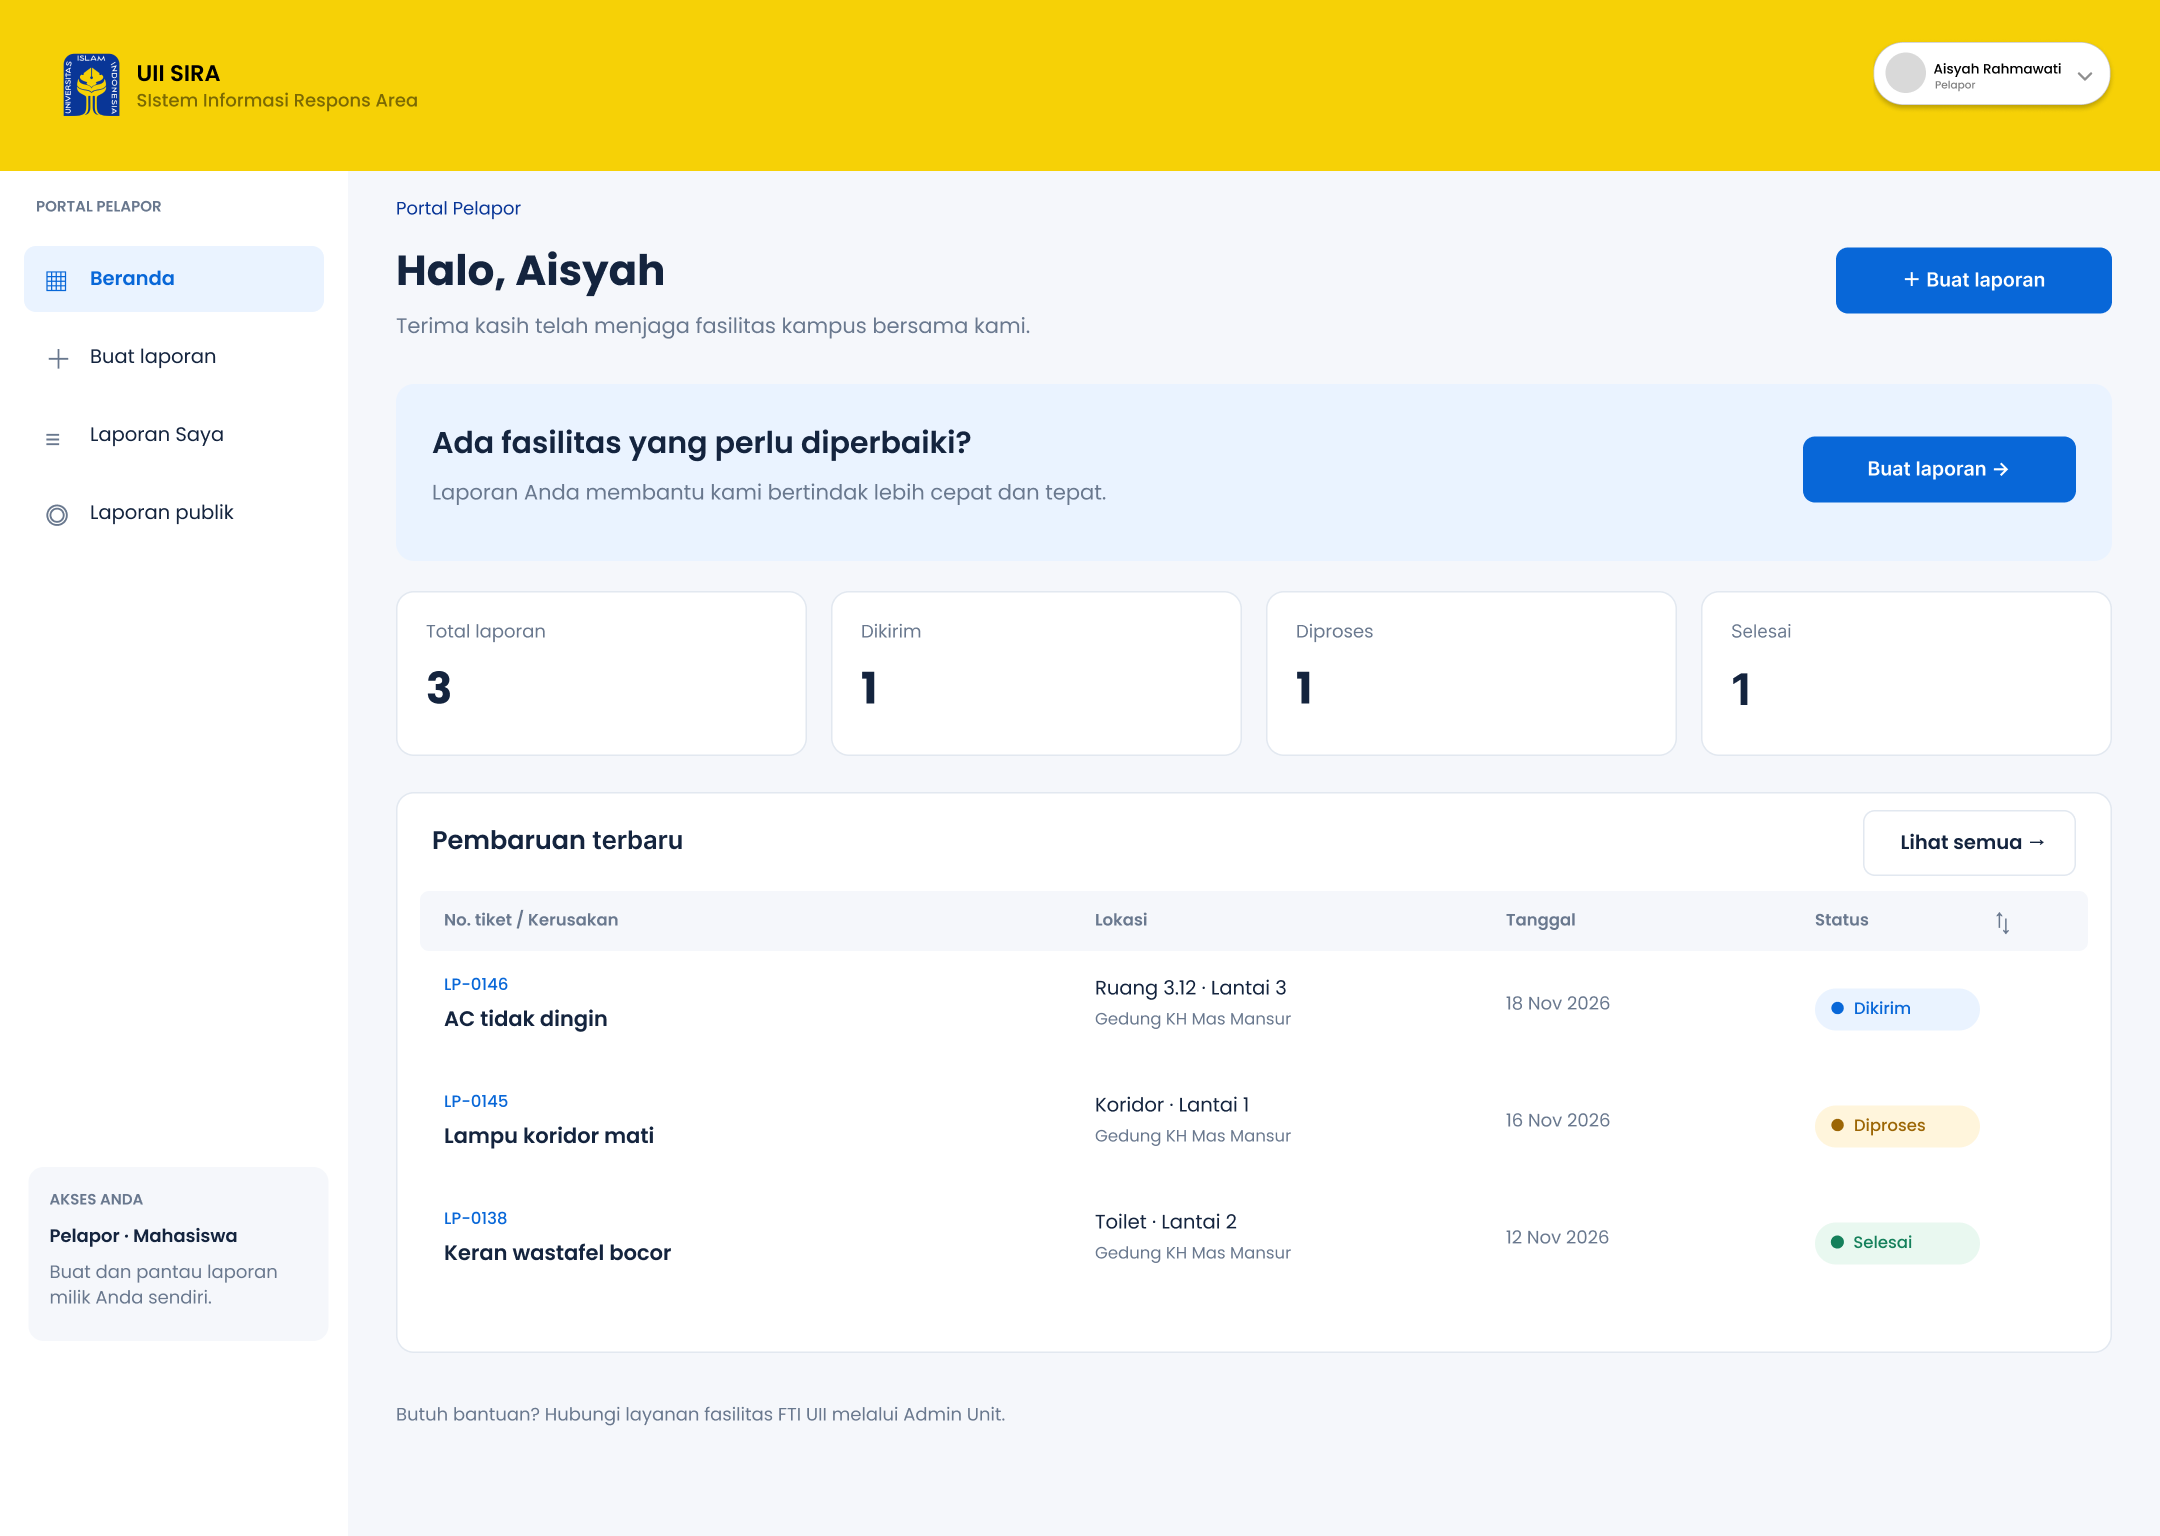 UNIVERSITAS ISLAM INDONESIA
UII SIRA
SIstem Informasi Respons Area
Aisyah Rahmawati
Pelapor
PORTAL PELAPOR
Beranda
Buat laporan
Laporan Saya
Laporan publik
AKSES ANDA
Pelapor · Mahasiswa
Buat dan pantau laporan
milik Anda sendiri.
Portal Pelapor
Halo, Aisyah
Terima kasih telah menjaga fasilitas kampus bersama kami.
+ Buat laporan
Ada fasilitas yang perlu diperbaiki?
Laporan Anda membantu kami bertindak lebih cepat dan tepat.
Buat laporan →
Total laporan
3
Dikirim
1
Diproses
1
Selesai
1
Pembaruan terbaru
Lihat semua →
No. tiket / Kerusakan Lokasi Tanggal Status
LP-0146
AC tidak dingin
Ruang 3.12 · Lantai 3
Gedung KH Mas Mansur
18 Nov 2026
Dikirim
LP-0145
Lampu koridor mati
Koridor · Lantai 1
Gedung KH Mas Mansur
16 Nov 2026
Diproses
LP-0138
Keran wastafel bocor
Toilet · Lantai 2
Gedung KH Mas Mansur
12 Nov 2026
Selesai
Butuh bantuan? Hubungi layanan fasilitas FTI UII melalui Admin Unit.